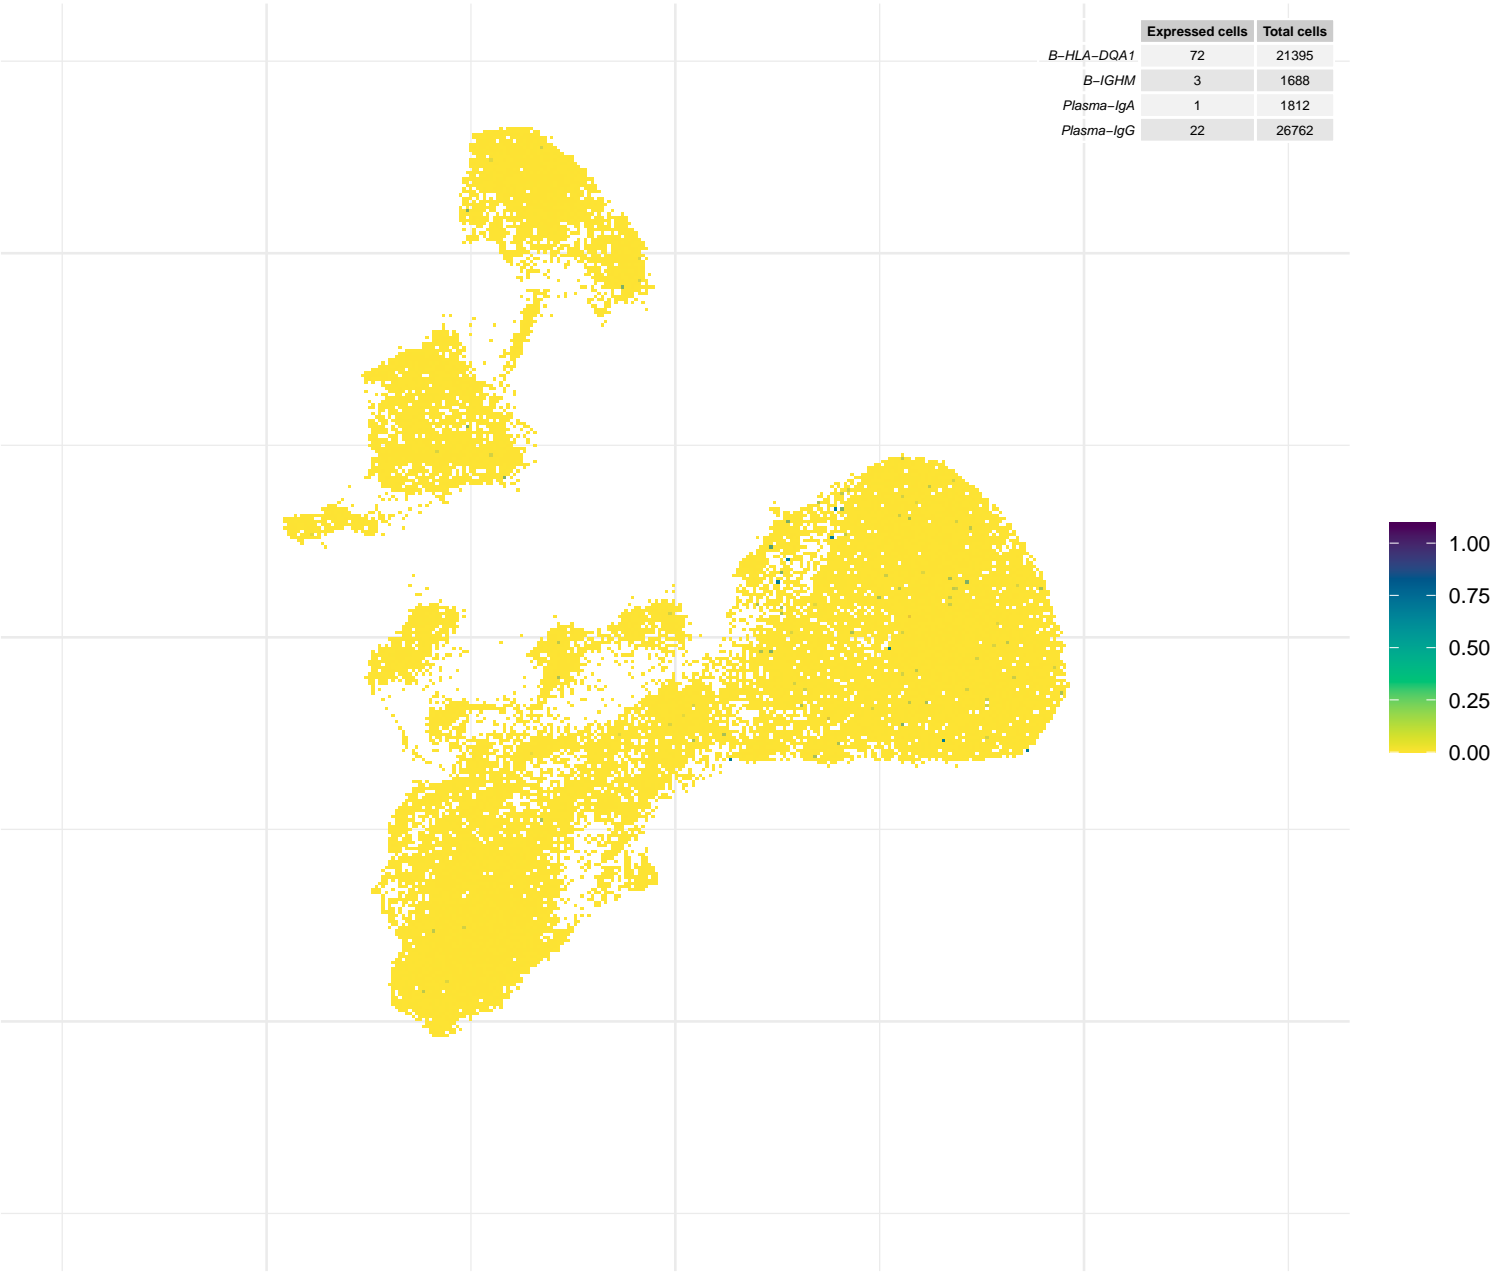 Expressed cells Total cells
B−HLA−DQA1 72 21395
B−IGHM 3 1688
Plasma−IgA 1 1812
Plasma−IgG 22 26762
1.00
0.75
0.50
0.25
0.00